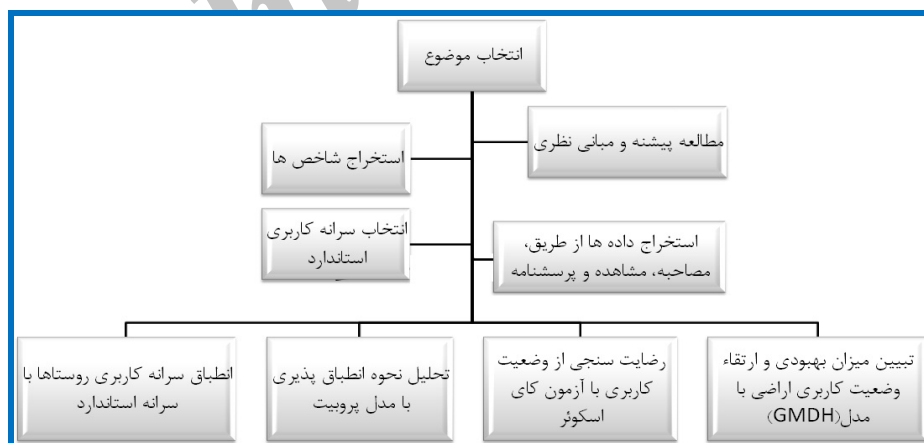 انتخاب موضوع
مطالعه پیشنه و مبانی نظری
استخراج شاخص ها
استخراج داده ها از طریق،
مصاحبه، مشاهده و پرسشنامه
انتخاب سرانه کاربری
استاندارد
تبیین میزان بهبودی و ارتقاء
وضعیت کاربری اراضی با
مدل(GMDH)
رضایت سنجی از وضعیت
کاربری با آزمون کای
اسکوئر
تحلیل نحوه انطباق پذیری
با مدل پروبیت
انطباق سرانه کاربری روستاها با
سرانه استاندارد